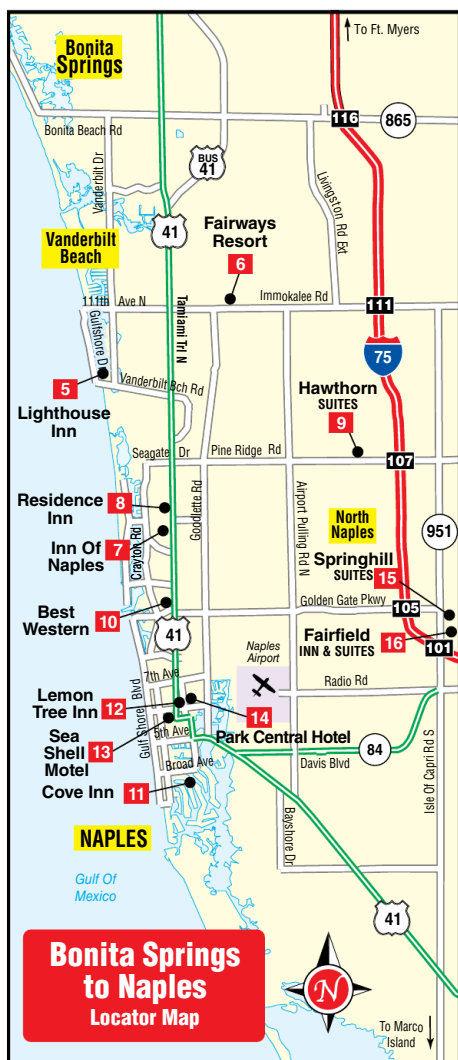 To Ft. Myers
Bonita
Springs
116
865
Bonita Beach Rd
BUS
41
Vanderbilt Dr
Livingston Rd Ext
41
Fairways
Resort
Vanderbilt
Beach
6
111th Ave N
Immokalee Rd
111
Tamiami Trl N
Gulfshore D
75
5
Vanderbilt Bch Rd
Lighthouse
Inn
Hawthorn
SUITES
9
Seagate Dr
Pine Ridge Rd
107
Goodlette Rd
Airport Pulling Rd N
Residence
Inn
8
North
Naples
951
Inn Of
Naples
7
Crayton Rd
Springhill
SUITES
15
Best
Western
10
Golden Gate Pkwy
105
41
Fairfield
INN & SUITES
16
101
7th Ave
Naples
Airport
Radio Rd
Lemon
Tree Inn
12
Gulf Shore Blvd
14
Park Central Hotel
Sea
Shell
Motel
13
5th Ave
84
Davis Blvd
Isle Of Capri Rd S
Broad Ave
Cove Inn
11
Bayshore Dr
NAPLES
Gulf Of
Mexico
41
Bonita Springs
to Naples
Locator Map
N
To Marco
Island